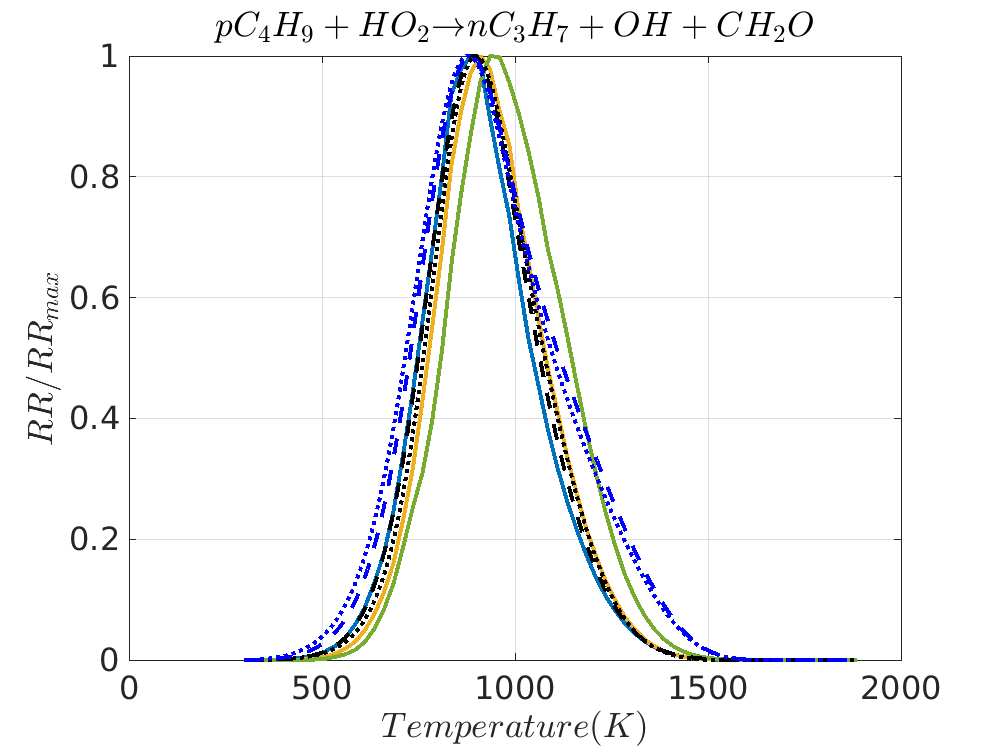 pC₄H₉ + HO₂→nC₃H₇ + OH + CH₂O
1
0.8
0.6
0.4
0.2
0
RR/RRₘₐₓ
0 500 1000 1500 2000
Temperature(K)